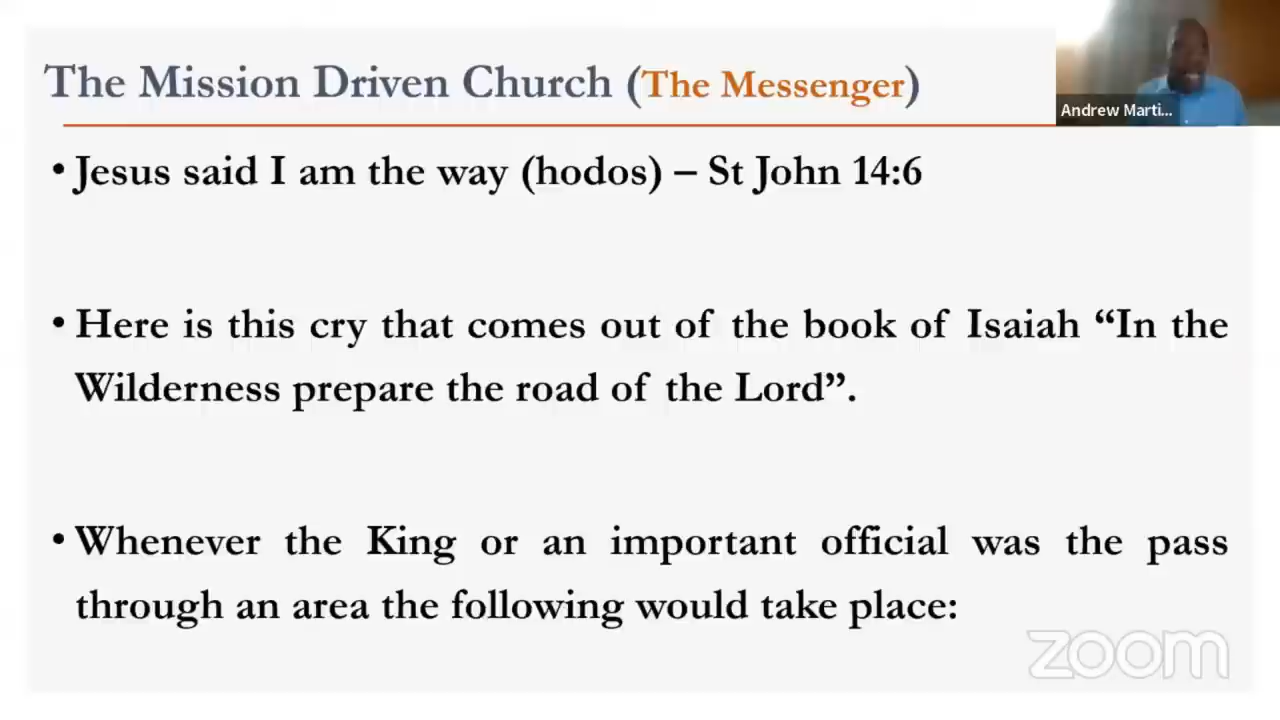 The Mission Driven Church (The Messenger)
Andrew Marti...
• Jesus said I am the way (hodos) – St John 14:6
• Here is this cry that comes out of the book of Isaiah “In the
Wilderness prepare the road of the Lord”.
• Whenever the King or an important official was the pass
through an area the following would take place:
zoom